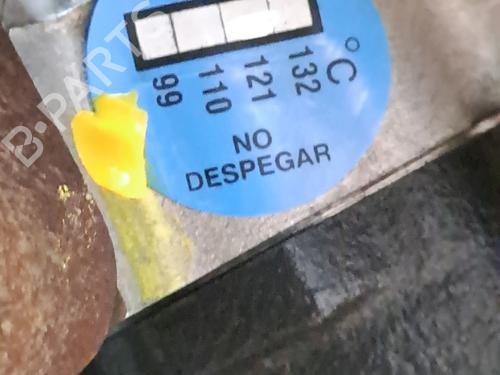 99 110 121 132 °C
NO
DESPEGAR
B-PARTS